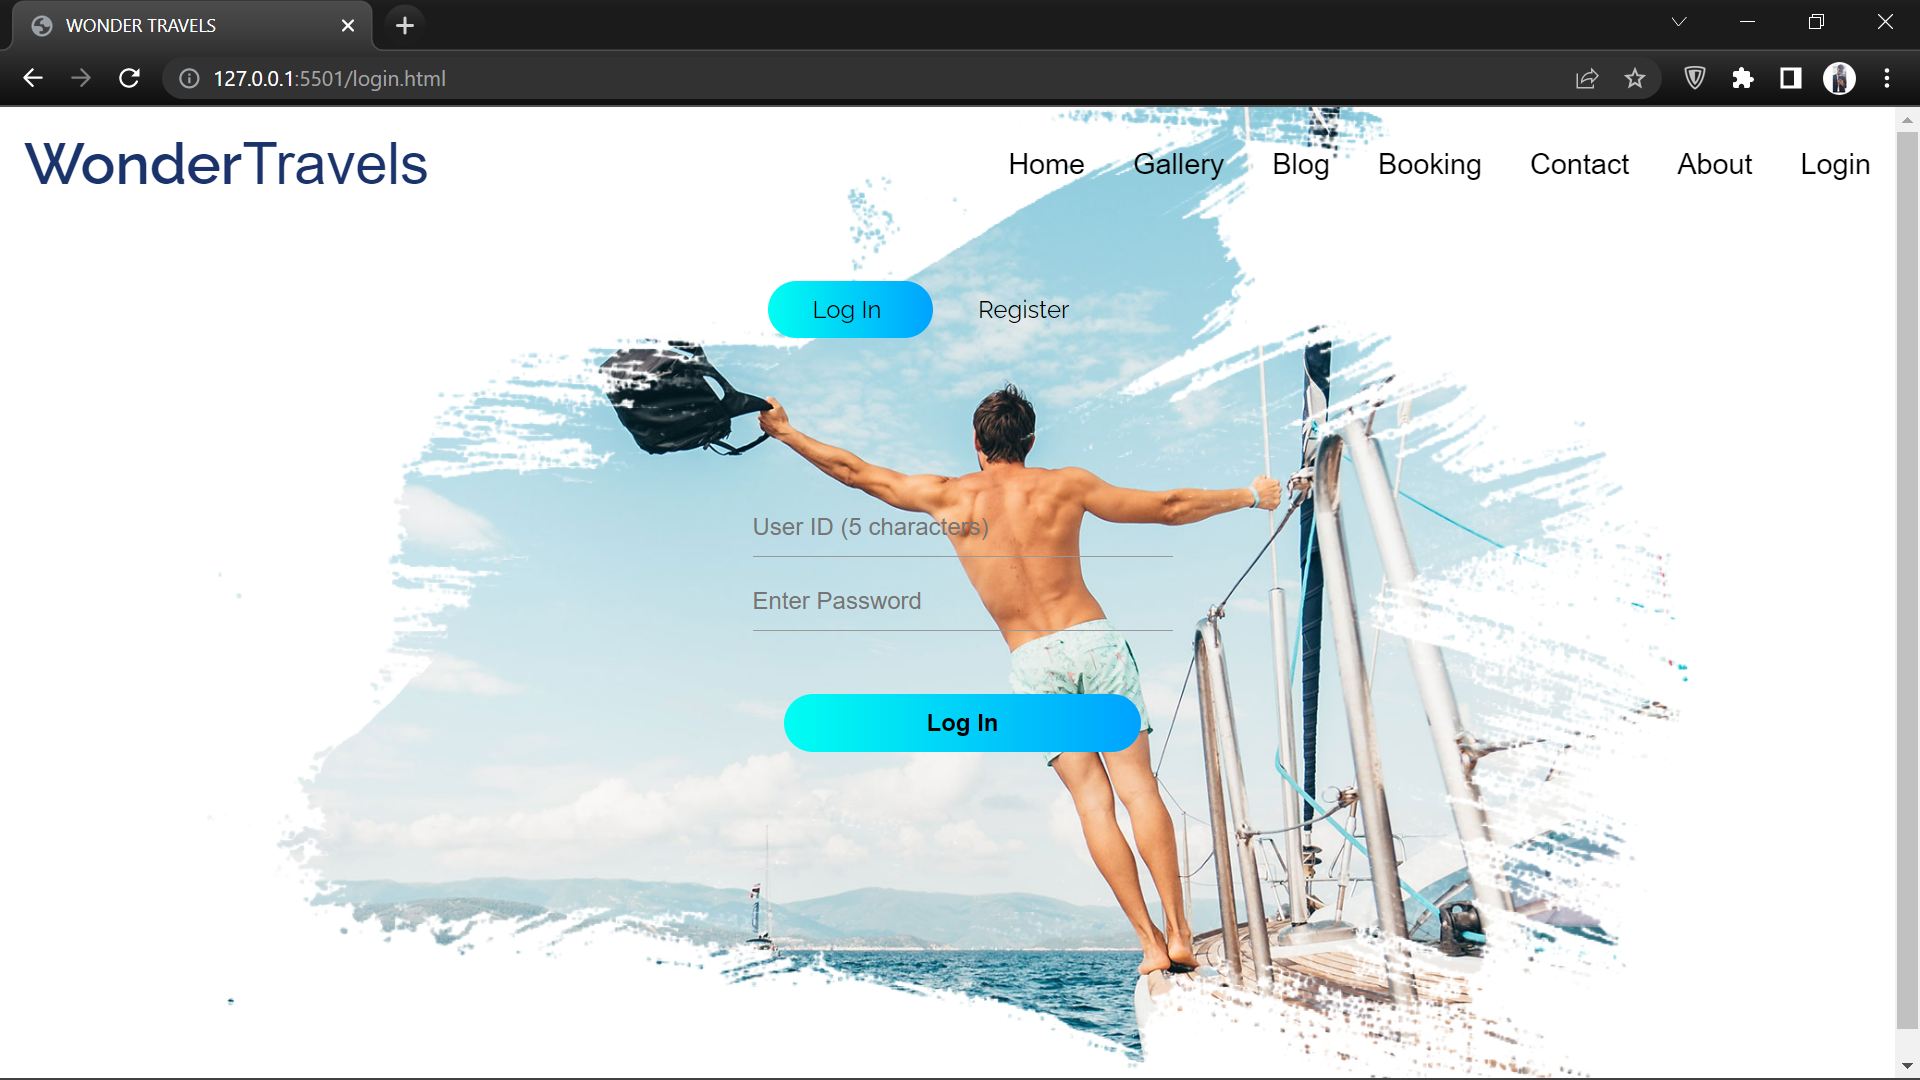 WONDER TRAVELS
127.0.0.1:5501/login.html
WonderTravels
Home Gallery Blog Booking Contact About Login
Log In Register
User ID (5 characters)
Enter Password
Log In